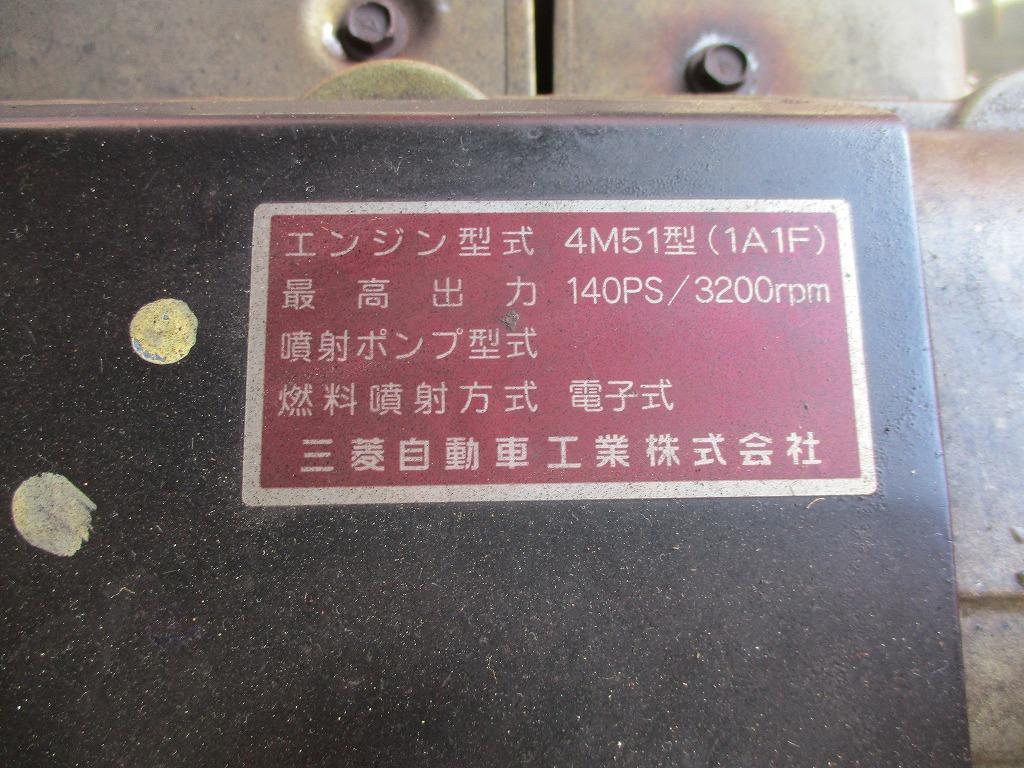 エンジン型式 4M51型(1A1F)
最高出力 140PS/3200rpm
噴射ポンプ型式
燃料噴射方式 電子式
三菱自動車工業株式会社